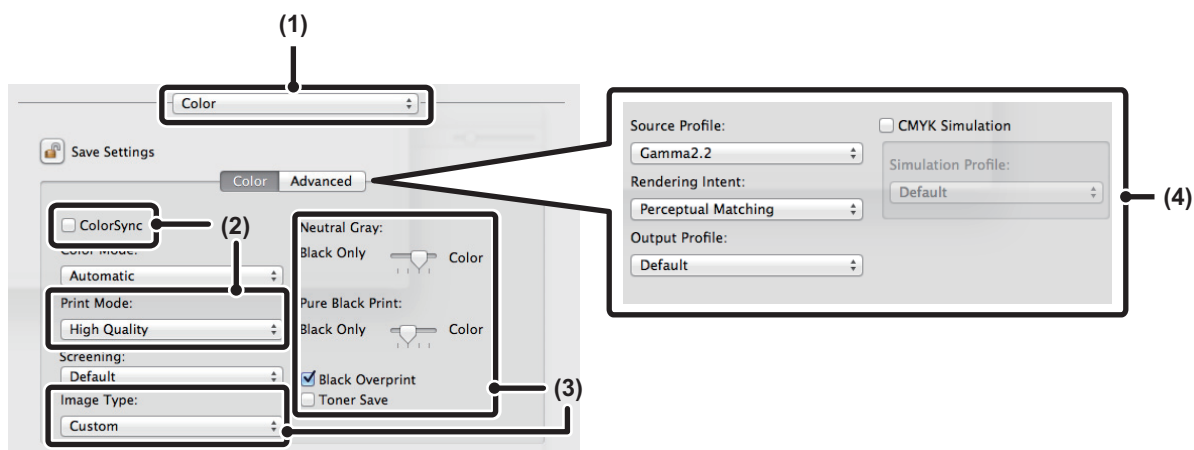 (1)
Color
Save Settings
Color Advanced
ColorSync
(2)
Color Mode:
Automatic
Print Mode:
High Quality
Screening:
Default
Image Type:
Custom
Neutral Gray:
Black Only Color
Pure Black Print:
Black Only Color
Black Overprint
Toner Save
(3)
Source Profile:
Gamma2.2
Rendering Intent:
Perceptual Matching
Output Profile:
Default
CMYK Simulation
Simulation Profile:
Default
(4)